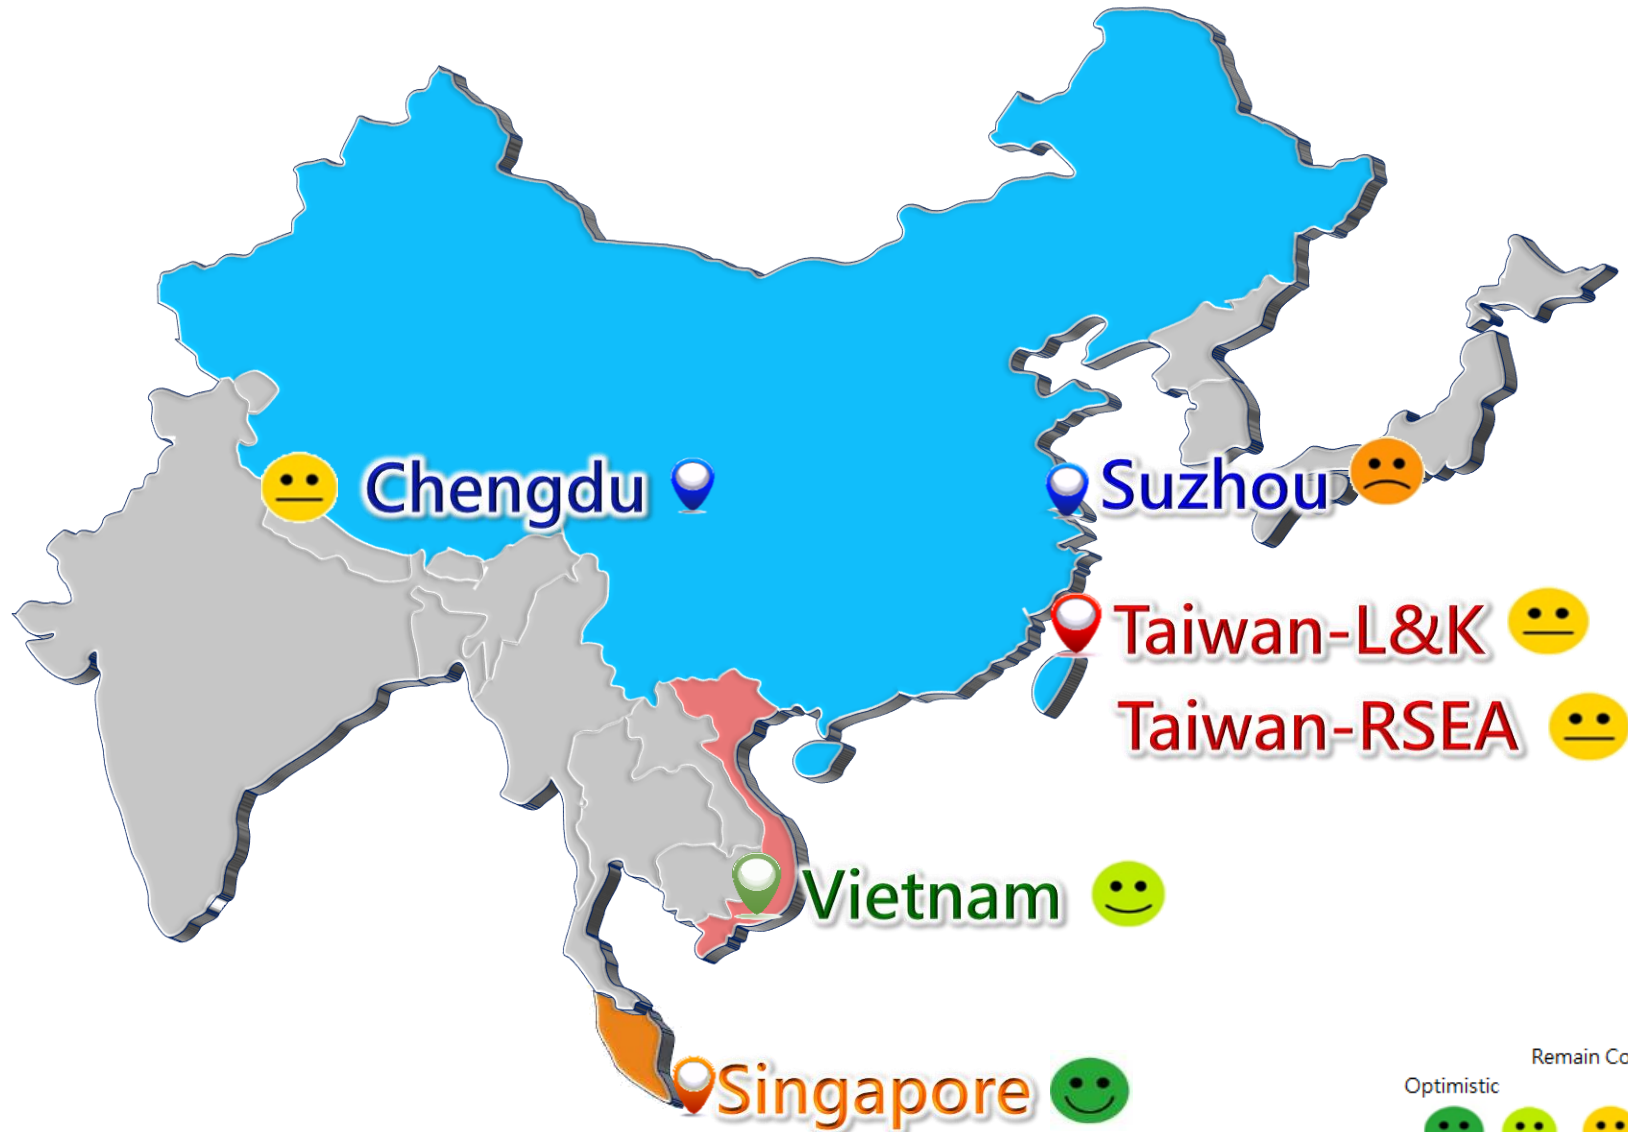 Chengdu
Suzhou
Taiwan-L&K
Taiwan-RSEA
Vietnam
Singapore
Remain
Optimistic